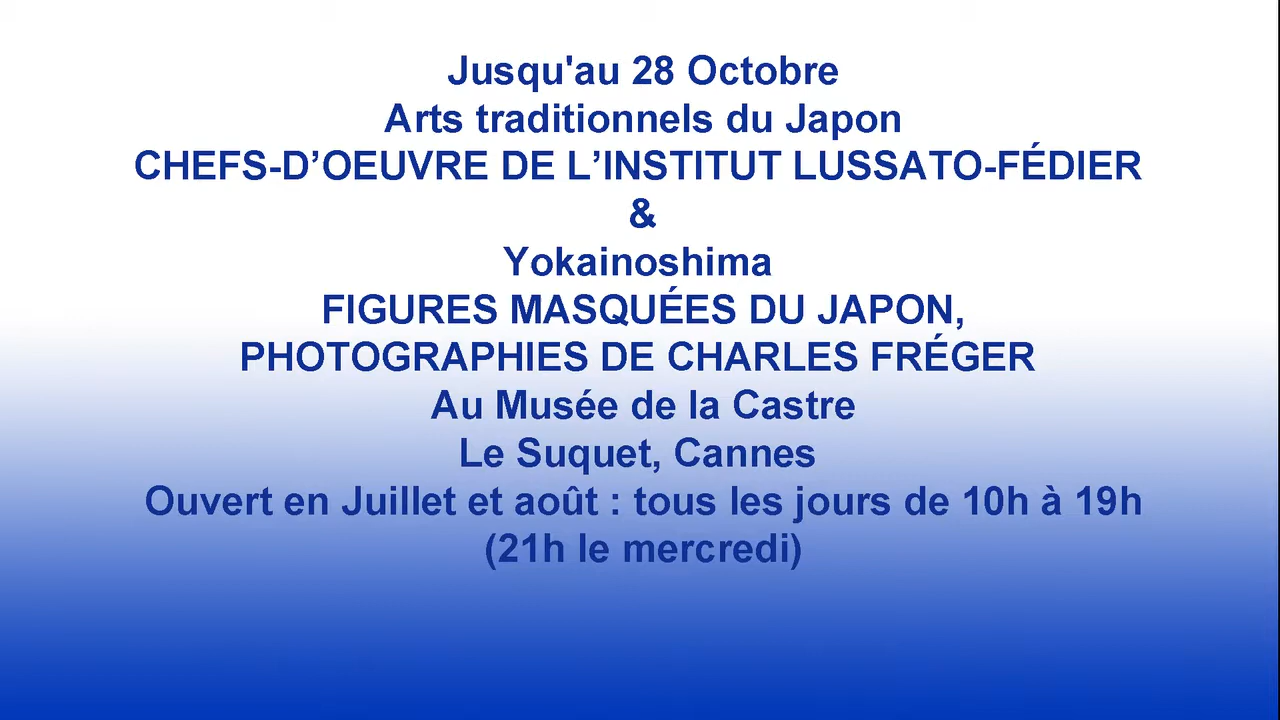 Jusqu'au 28 Octobre
Arts traditionnels du Japon
CHEFS-D’OEUVRE DE L’INSTITUT LUSSATO-FÉDIER
&
Yokainoshima
FIGURES MASQUÉES DU JAPON,
PHOTOGRAPHIES DE CHARLES FRÉGER
Au Musée de la Castre
Le Suquet, Cannes
Ouvert en Juillet et août : tous les jours de 10h à 19h
(21h le mercredi)